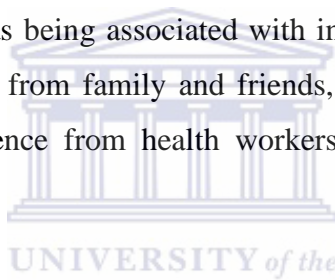 s being associated with in
from family and friends,
ence from health workers
UNIVERSITY of the